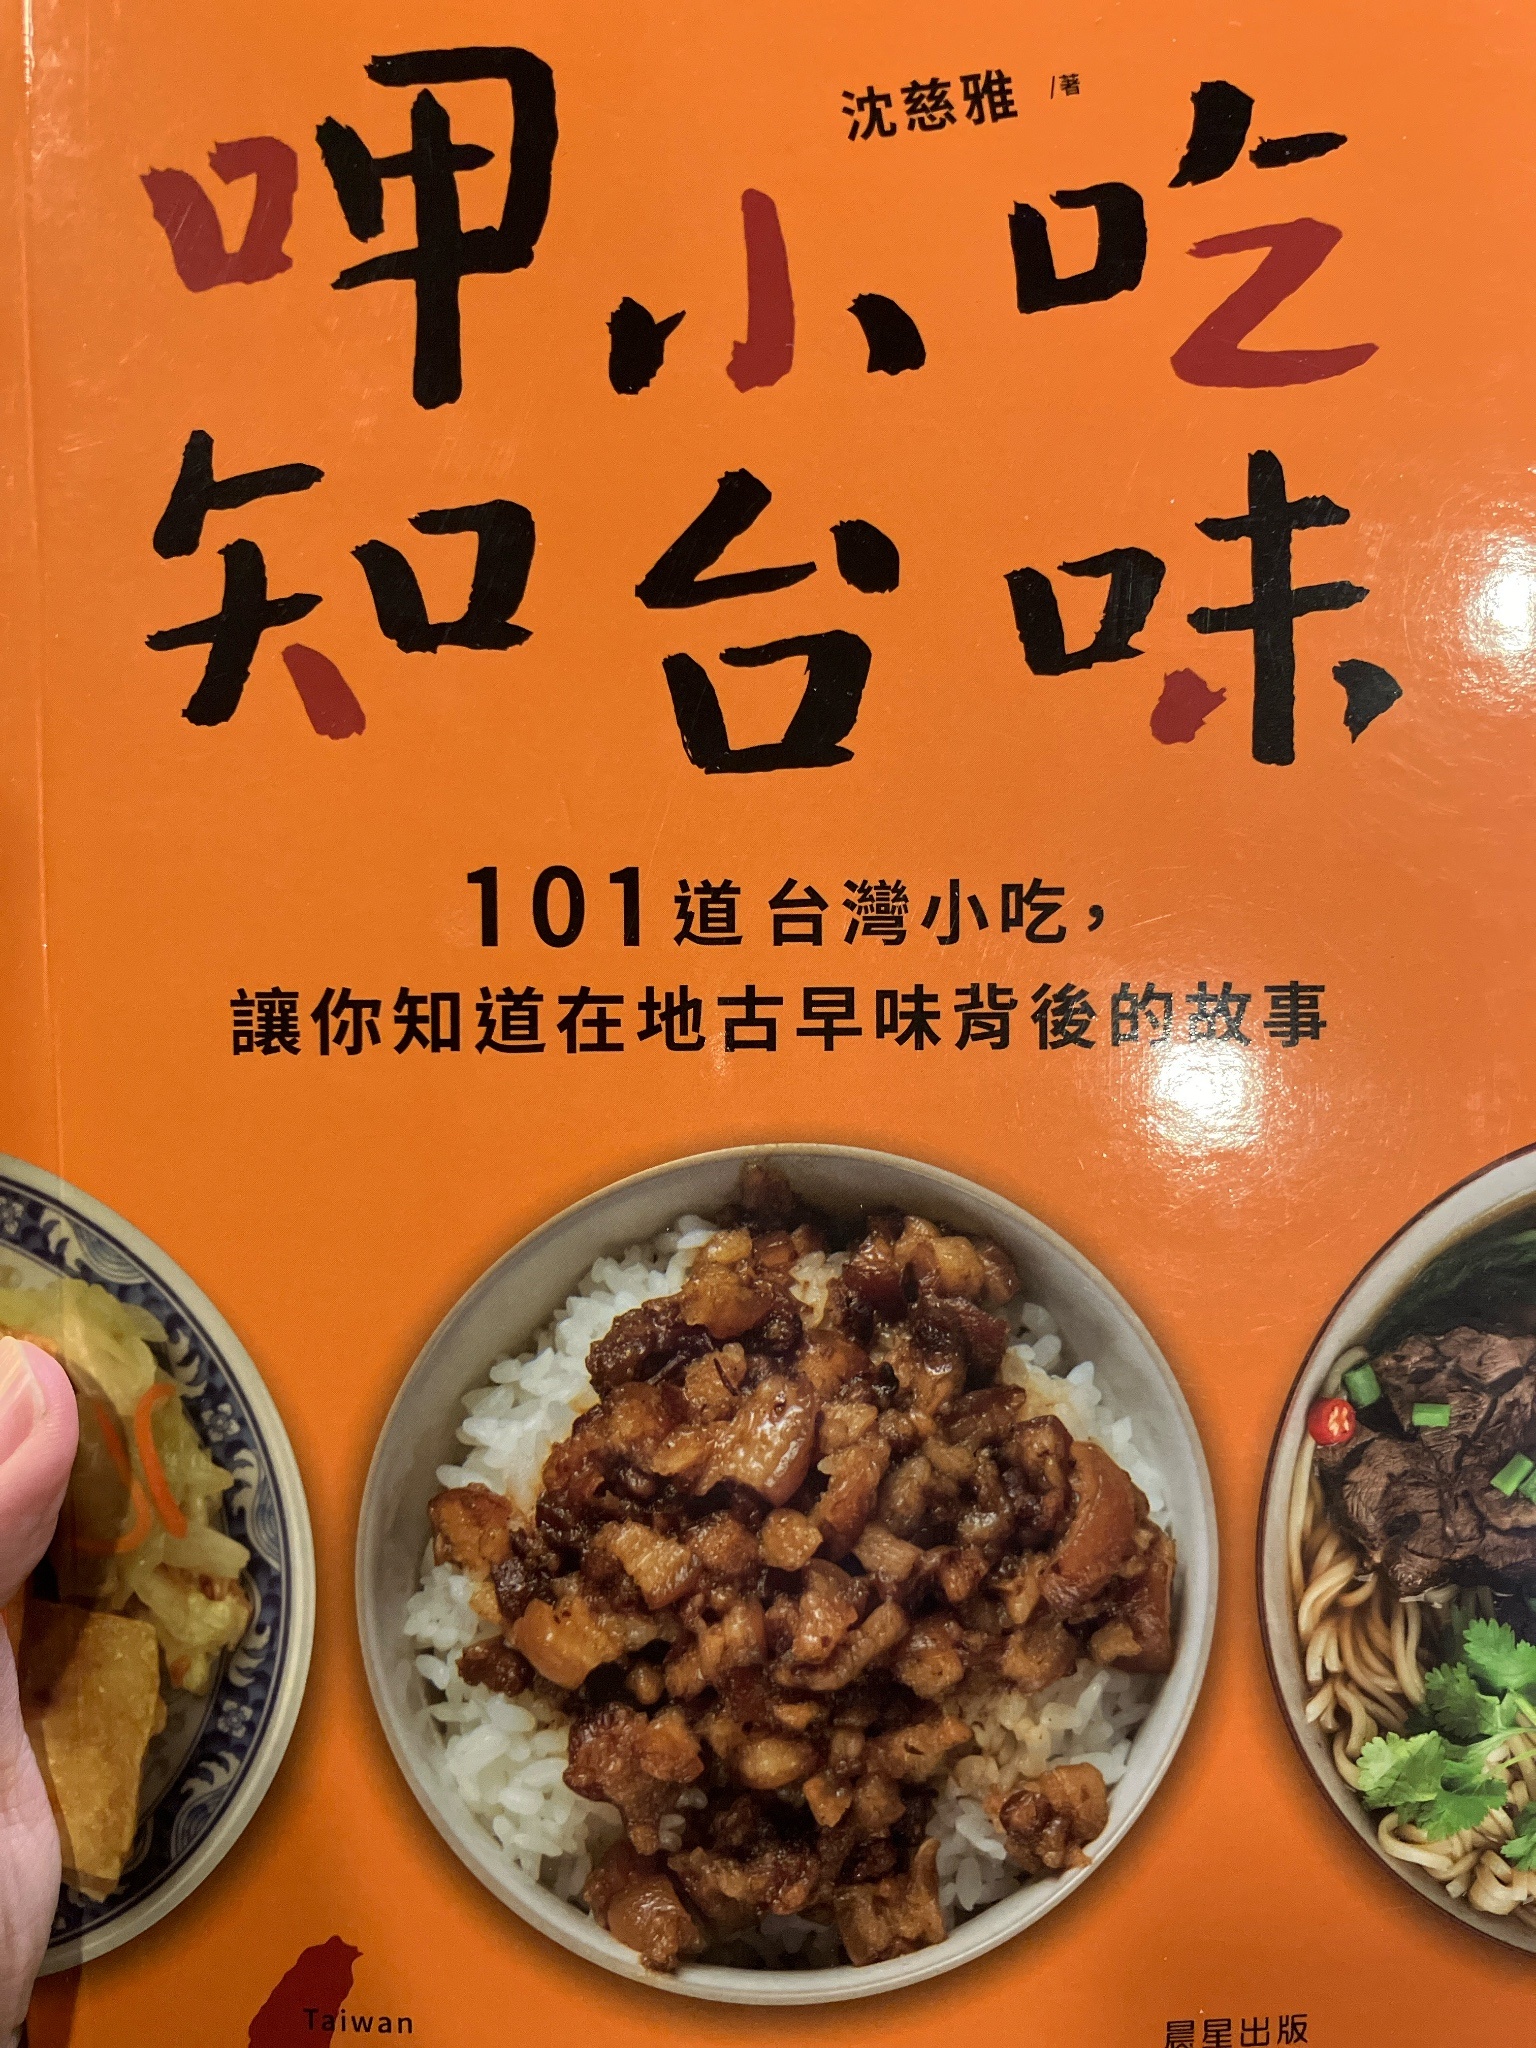 沈慈雅 /著
呷小吃
知台味
101道台灣小吃，
讓你知道在地古早味背後的故事
Taiwan
晨星出版